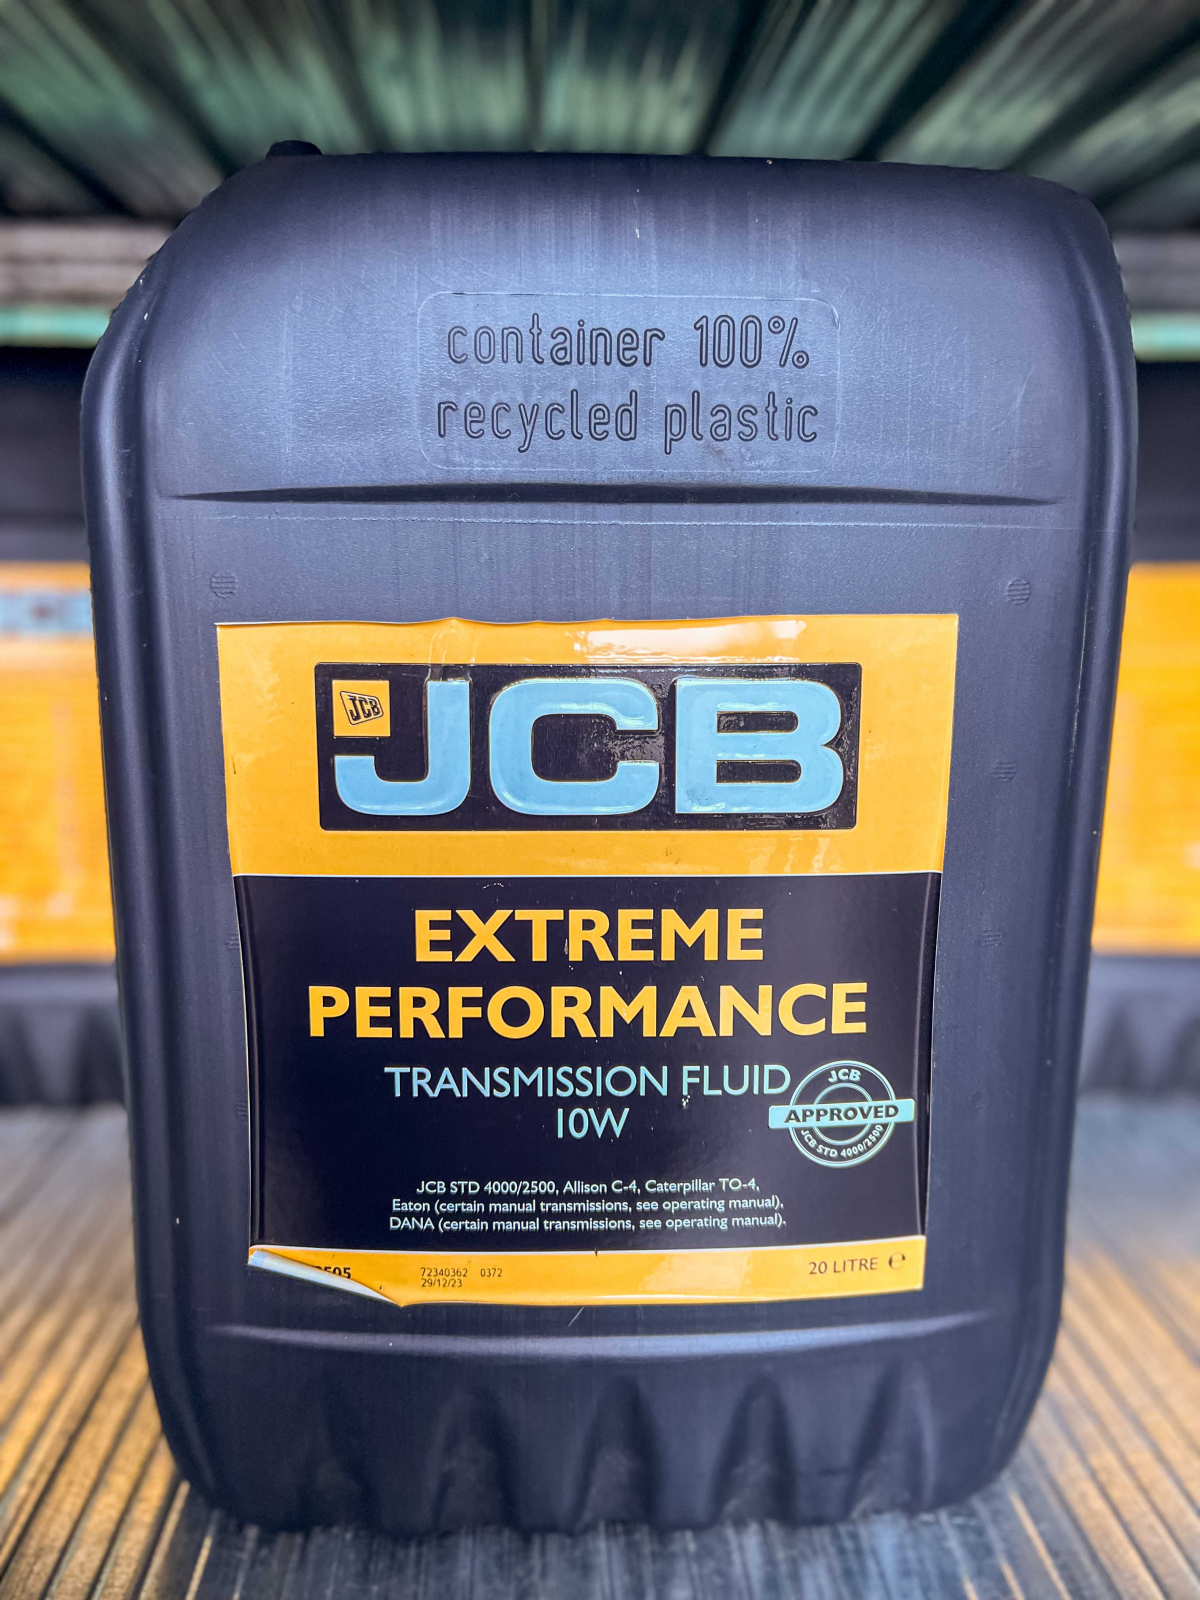 container 100%
recycled plastic
JCB
JCB
EXTREME
PERFORMANCE
TRANSMISSION FLUID
10W
JCB
APPROVED
JCB STD 4000/2500
JCB STD 4000/2500, Allison C-4, Caterpillar TO-4,
Eaton (certain manual transmissions, see operating manual),
DANA (certain manual transmissions, see operating manual).
72340362 0372
29/12/23
20 LITRE ℮